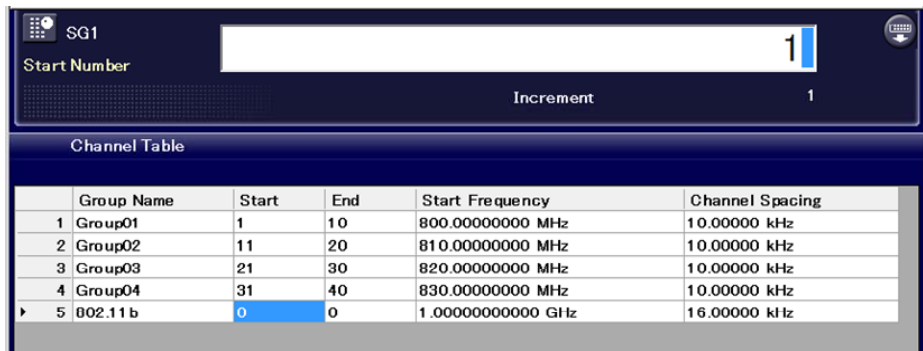 SG1
1
Start Number
Increment 1
Channel Table
Group Name Start End Start Frequency Channel Spacing
1 Group01 1 10 800.00000000 MHz 10.00000 kHz
2 Group02 11 20 810.00000000 MHz 10.00000 kHz
3 Group03 21 30 820.00000000 MHz 10.00000 kHz
4 Group04 31 40 830.00000000 MHz 10.00000 kHz
5 802.11b 0 0 1.00000000000 GHz 16.00000 kHz